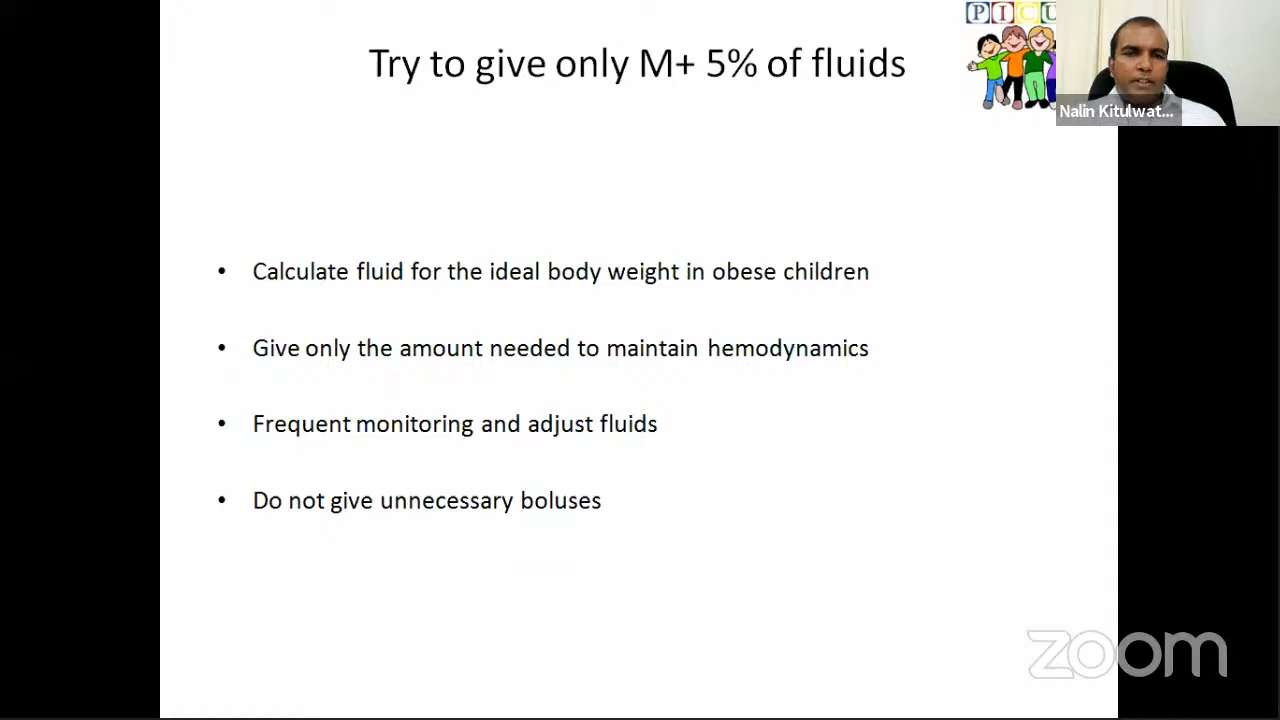 PICU
Try to give only M+ 5% of fluids
Nalin Kitulwat...
• Calculate fluid for the ideal body weight in obese children
• Give only the amount needed to maintain hemodynamics
• Frequent monitoring and adjust fluids
• Do not give unnecessary boluses
zoom